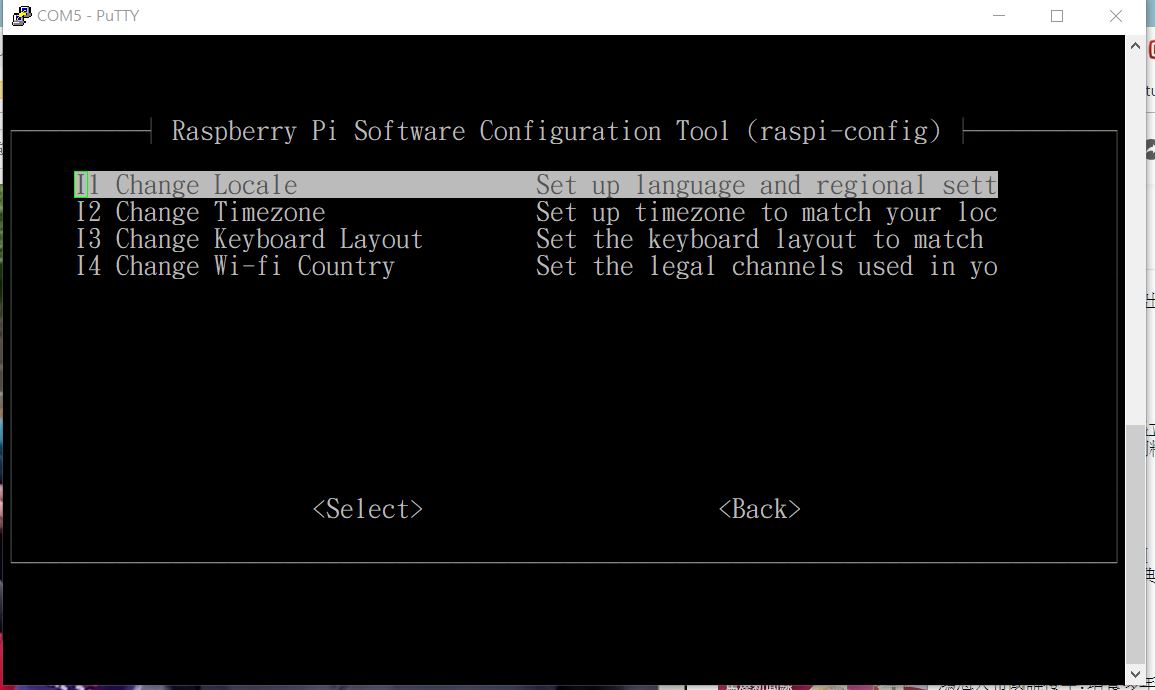 COM5 - PuTTY
Raspberry Pi Software Configuration Tool (raspi-config)
I1 Change Locale Set up language and regional sett
I2 Change Timezone Set up timezone to match your loc
I3 Change Keyboard Layout Set the keyboard layout to match
I4 Change Wi-fi Country Set the legal channels used in yo
<Select> <Back>